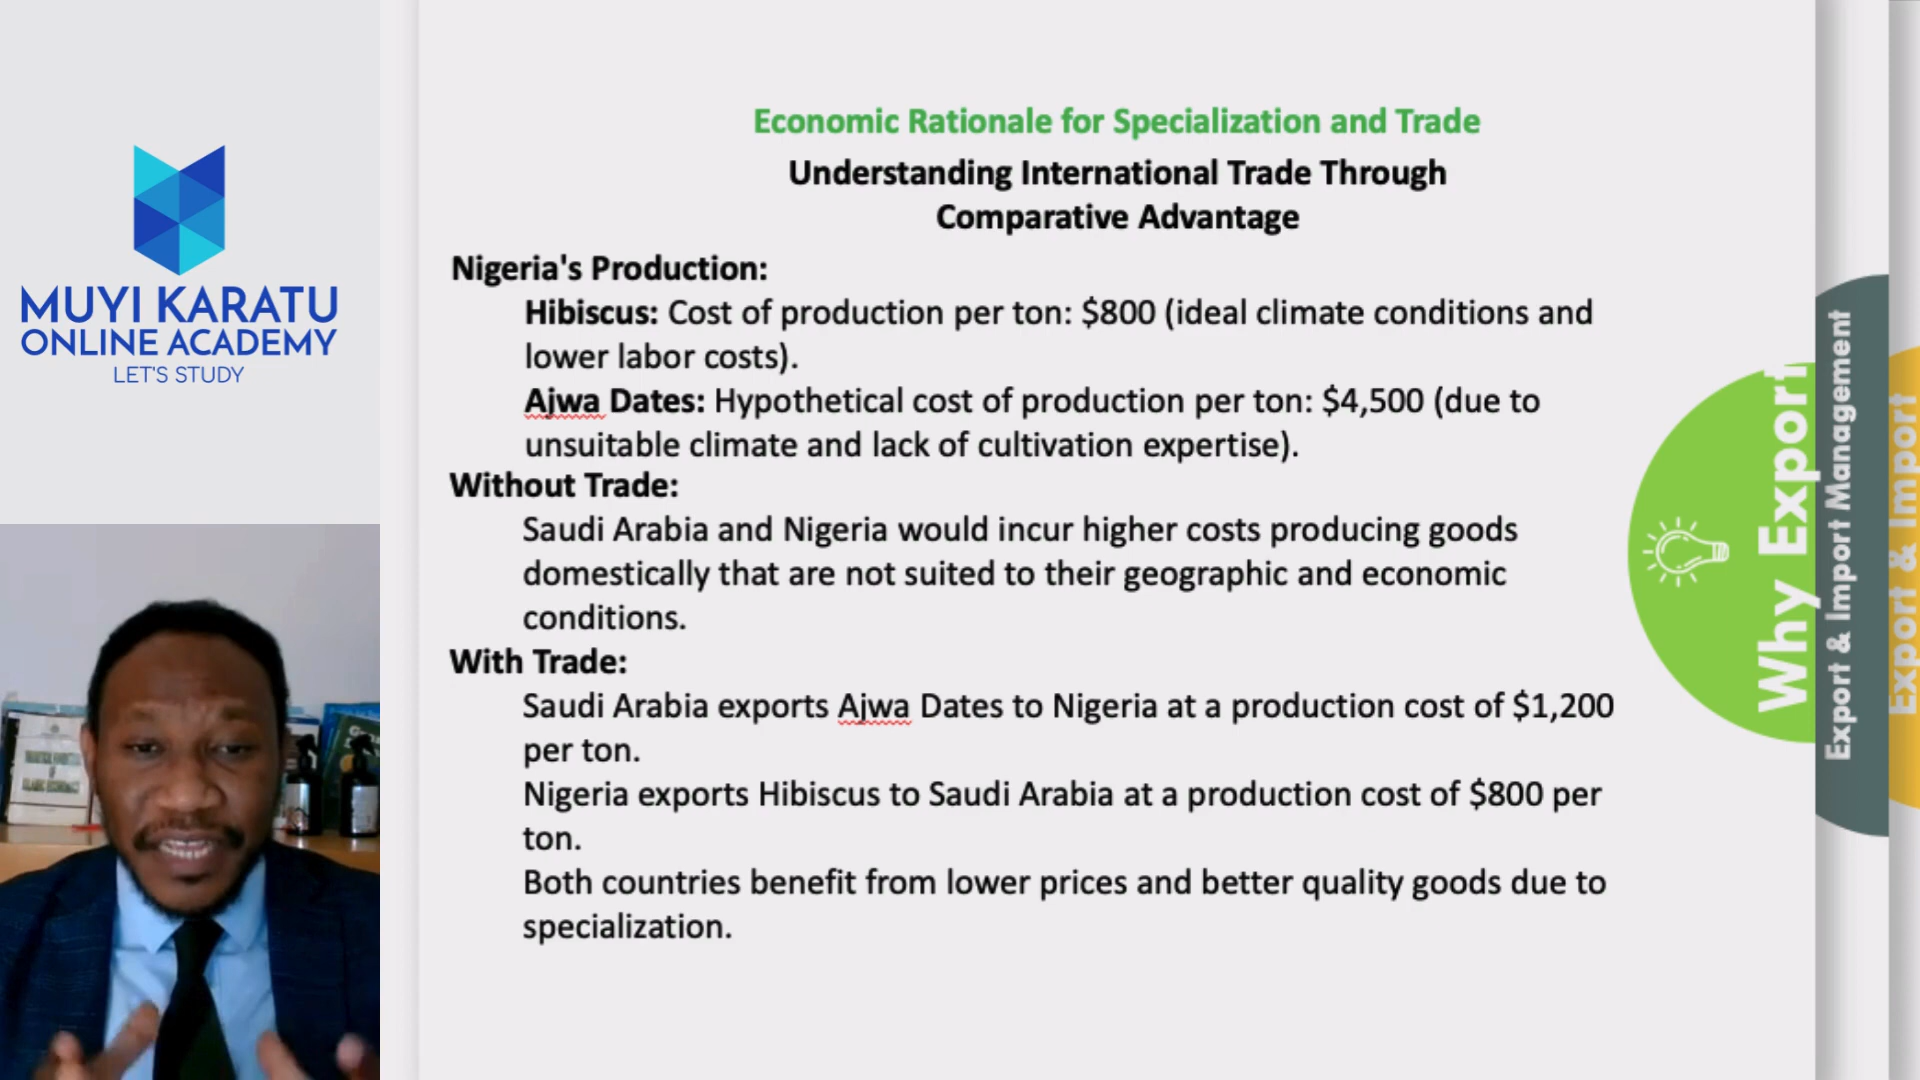 MUYI KARATU
ONLINE ACADEMY
LET'S STUDY
Economic Rationale for Specialization and Trade
Understanding International Trade Through
Comparative Advantage
Nigeria's Production:
Hibiscus: Cost of production per ton: $800 (ideal climate conditions and
lower labor costs).
Ajwa Dates: Hypothetical cost of production per ton: $4,500 (due to
unsuitable climate and lack of cultivation expertise).
Without Trade:
Saudi Arabia and Nigeria would incur higher costs producing goods
domestically that are not suited to their geographic and economic
conditions.
With Trade:
Saudi Arabia exports Ajwa Dates to Nigeria at a production cost of $1,200
per ton.
Nigeria exports Hibiscus to Saudi Arabia at a production cost of $800 per
ton.
Both countries benefit from lower prices and better quality goods due to
specialization.
Why Export
Export & Import Management
Export & Import